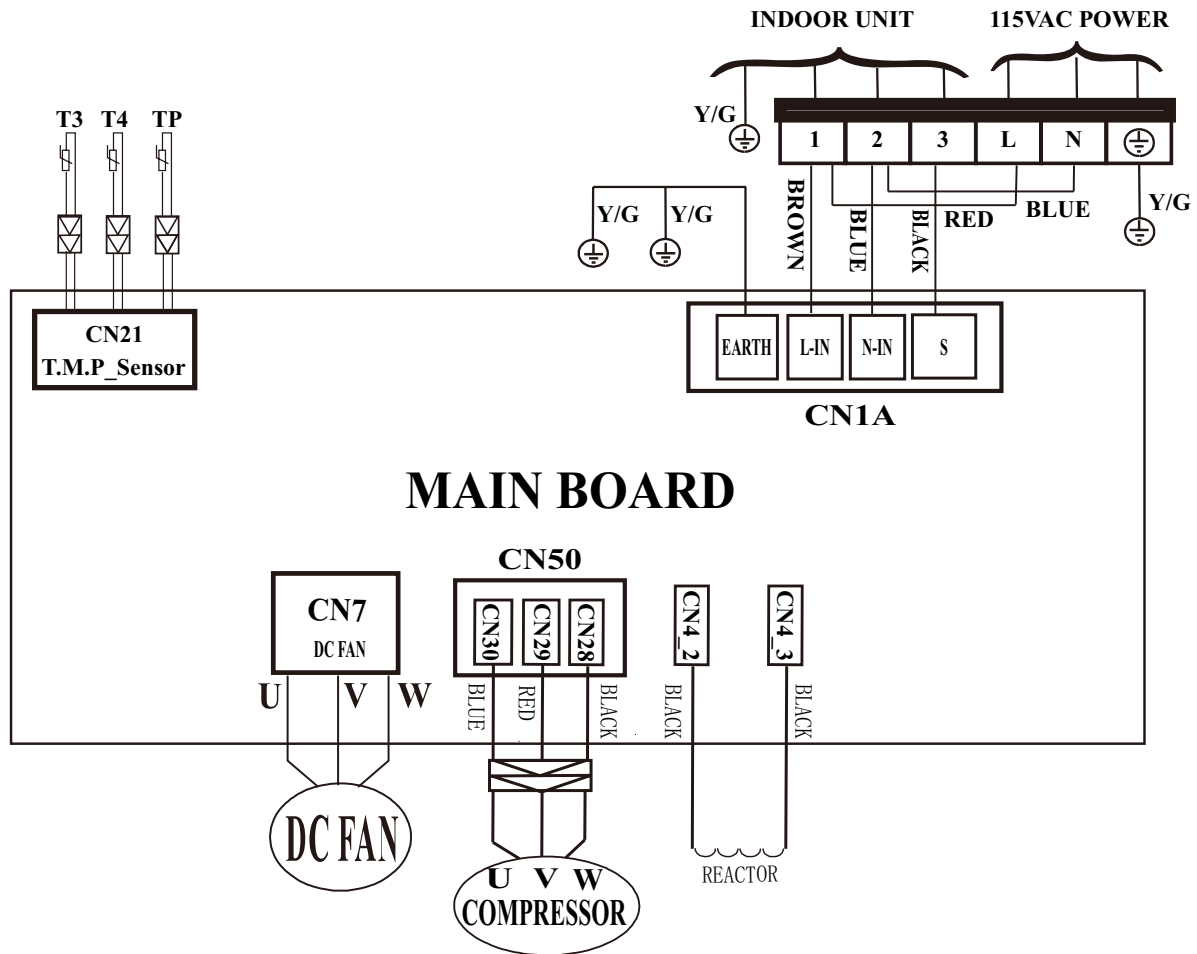 INDOOR UNIT 115VAC POWER
T3 T4 TP
Y/G
1 2 3 L N
Y/G Y/G
BROWN
BLUE
BLACK
RED
BLUE
Y/G
CN21
T.M.P_Sensor
EARTH L-IN N-IN S
CN1A
MAIN BOARD
CN50
CN7
DC FAN
CN30 CN29 CN28
CN4_2 CN4_3
U V W
BLUE RED BLACK
BLACK BLACK
DC FAN
REACTOR
U V W
COMPRESSOR